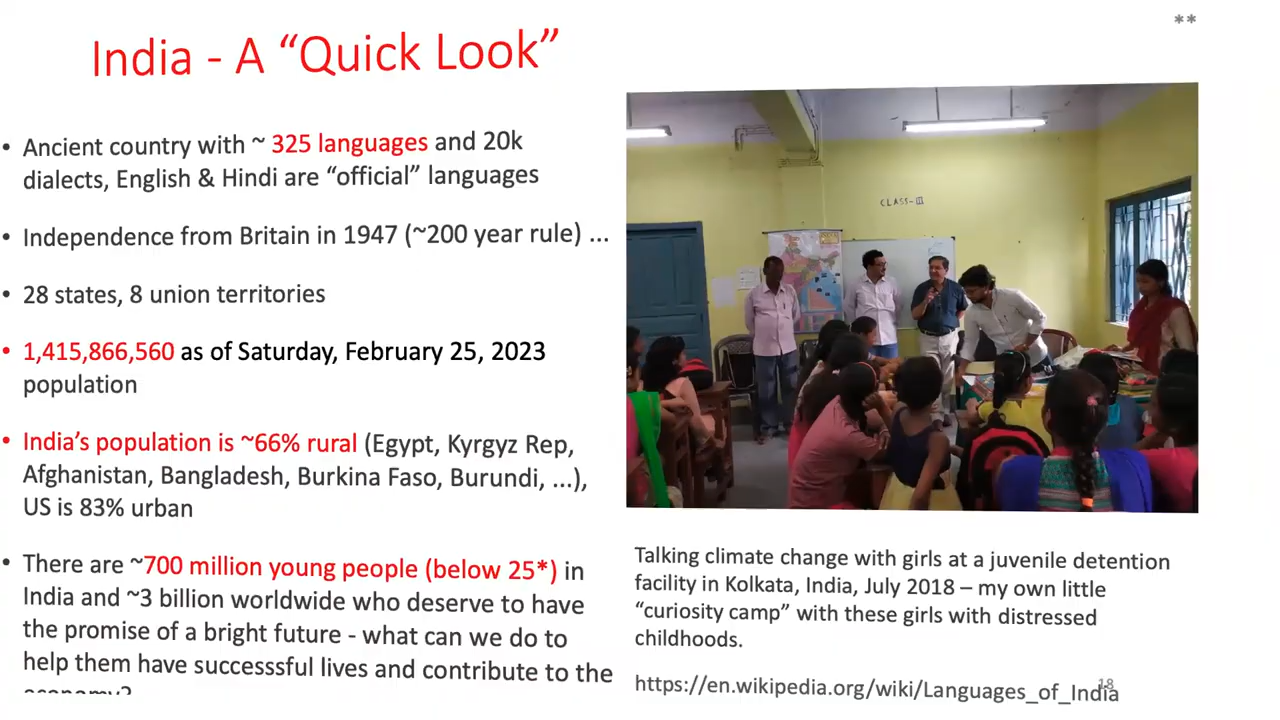 **
India - A “Quick Look”
• Ancient country with ~ 325 languages and 20k
dialects, English & Hindi are “official” languages
• Independence from Britain in 1947 (~200 year rule) ...
• 28 states, 8 union territories
• 1,415,866,560 as of Saturday, February 25, 2023
population
• India’s population is ~66% rural (Egypt, Kyrgyz Rep,
Afghanistan, Bangladesh, Burkina Faso, Burundi, ...),
US is 83% urban
• There are ~700 million young people (below 25*) in
India and ~3 billion worldwide who deserve to have
the promise of a bright future - what can we do to
help them have successsful lives and contribute to the
economy?
CLASS-III
Talking climate change with girls at a juvenile detention
facility in Kolkata, India, July 2018 – my own little
“curiosity camp” with these girls with distressed
childhoods.
https://en.wikipedia.org/wiki/Languages_of_India
18